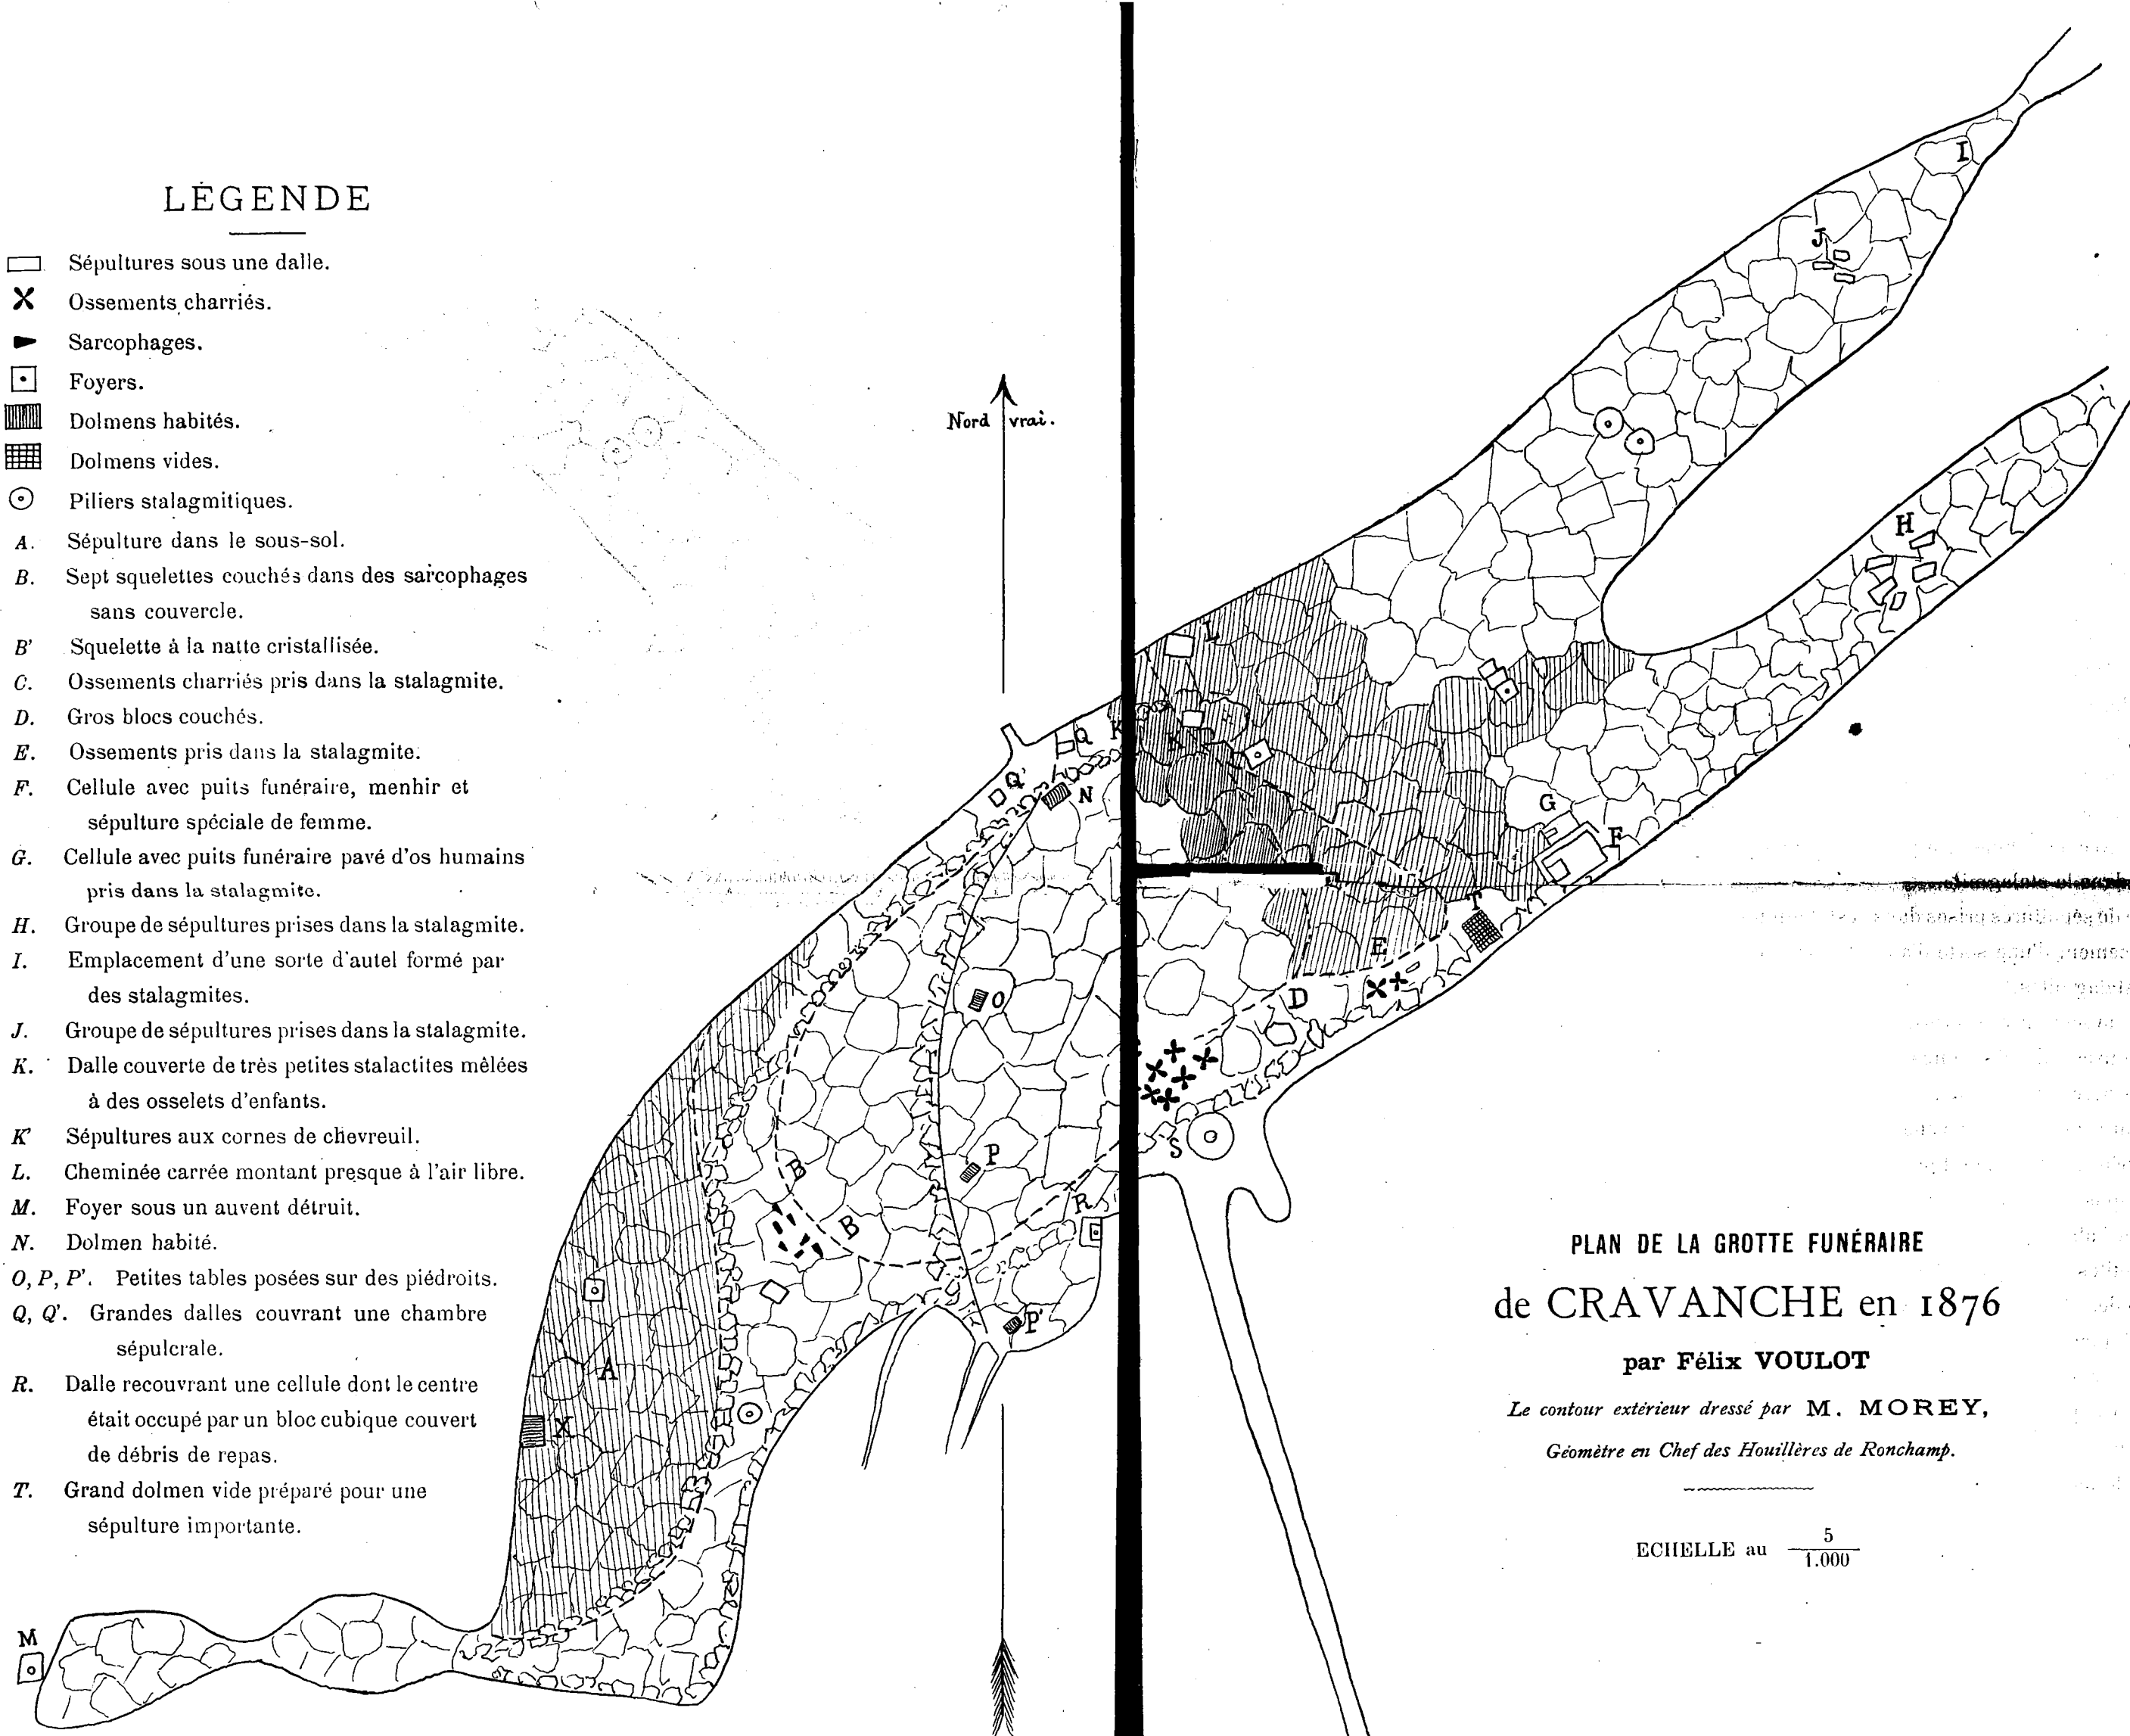 LÉGENDE
Sépultures sous une dalle.
Ossements charriés.
Sarcophages.
Foyers.
Dolmens habités.
Dolmens vides.
Piliers stalagmitiques.
A. Sépulture dans le sous-sol.
B. Sept squelettes couchés dans des sarcophages
sans couvercle.
B' Squelette à la natte cristallisée.
C. Ossements charriés pris dans la stalagmite.
D. Gros blocs couchés.
E. Ossements pris dans la stalagmite.
F. Cellule avec puits funéraire, menhir et
sépulture spéciale de femme.
G. Cellule avec puits funéraire pavé d'os humains
pris dans la stalagmite.
H. Groupe de sépultures prises dans la stalagmite.
I. Emplacement d'une sorte d'autel formé par
des stalagmites.
J. Groupe de sépultures prises dans la stalagmite.
K. Dalle couverte de très petites stalactites mêlées
à des osselets d'enfants.
K' Sépultures aux cornes de chevreuil.
L. Cheminée carrée montant presque à l'air libre.
M. Foyer sous un auvent détruit.
N. Dolmen habité.
O, P, P'. Petites tables posées sur des piédroits.
Q, Q'. Grandes dalles couvrant une chambre
sépulcrale.
R. Dalle recouvrant une cellule dont le centre
était occupé par un bloc cubique couvert
de débris de repas.
T. Grand dolmen vide préparé pour une
sépulture importante.
Nord vrai.
I
J
H
L
Q
K
K
Q'
N
G
F
T
E
O
D
B
P
S
B
R
P'
A
X
M
PLAN DE LA GROTTE FUNÉRAIRE
de CRAVANCHE en 1876
par Félix VOULOT
Le contour extérieur dressé par M. MOREY,
Géomètre en Chef des Houillères de Ronchamp.
ECHELLE au 5/1.000